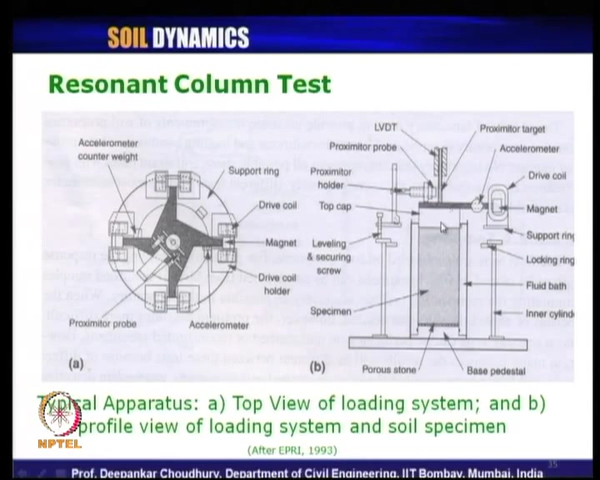 SOIL DYNAMICS
Resonant Column Test
Accelerometer
counter weight
Support ring
Drive coil
Magnet
Drive coil
holder
Proximitor probe
Accelerometer
(a)
LVDT
Proximitor target
Proximitor probe
Accelerometer
Proximitor
holder
Drive coil
Top cap
Magnet
Leveling
& securing
screw
Support ring
Locking ring
Fluid bath
Specimen
Inner cylinde
(b)
Porous stone
Base pedestal
Typical Apparatus: a) Top View of loading system; and b)
profile view of loading system and soil specimen
(After EPRI, 1993)
NPTEL
35
Prof. Deepankar Choudhury, Department of Civil Engineering, IIT Bombay, Mumbai, India